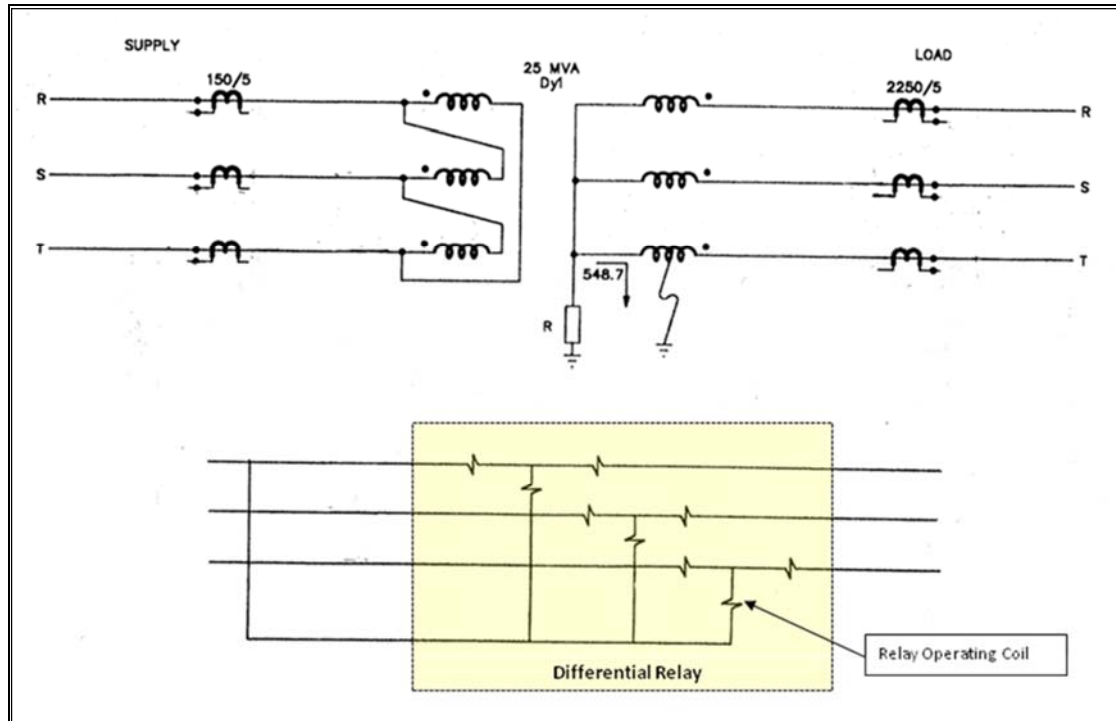 SUPPLY
LOAD
25 MVA
Dy1
150/5
2250/5
R
R
S
S
T
T
548.7
R
Relay Operating Coil
Differential Relay